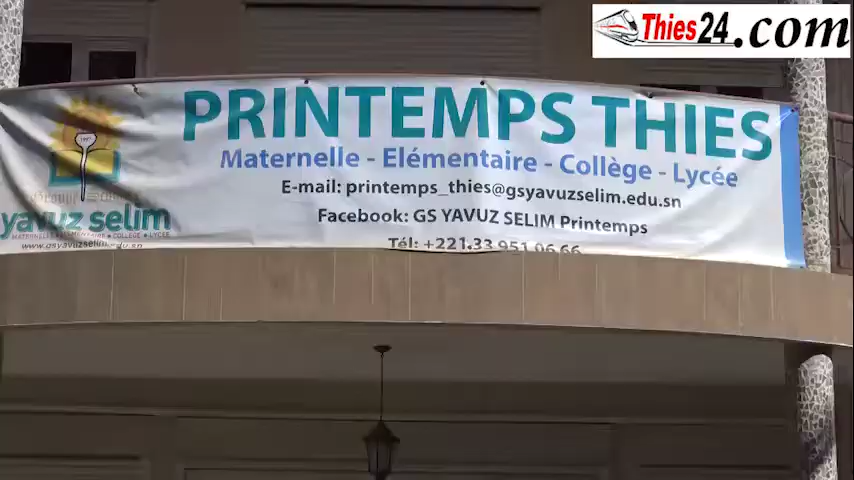 Thies24.com
PRINTEMPS THIES
Maternelle - Elémentaire - Collège - Lycée
E-mail: printemps_thies@gsyavuzselim.edu.sn
Facebook: GS YAVUZ SELIM Printemps
Tél: +221.33 951 06 66
Groupe
yavuz selim
MATERNELLE • ELEMENTAIRE • COLLEGE • LYCEE
www.gsyavuzselim.edu.sn